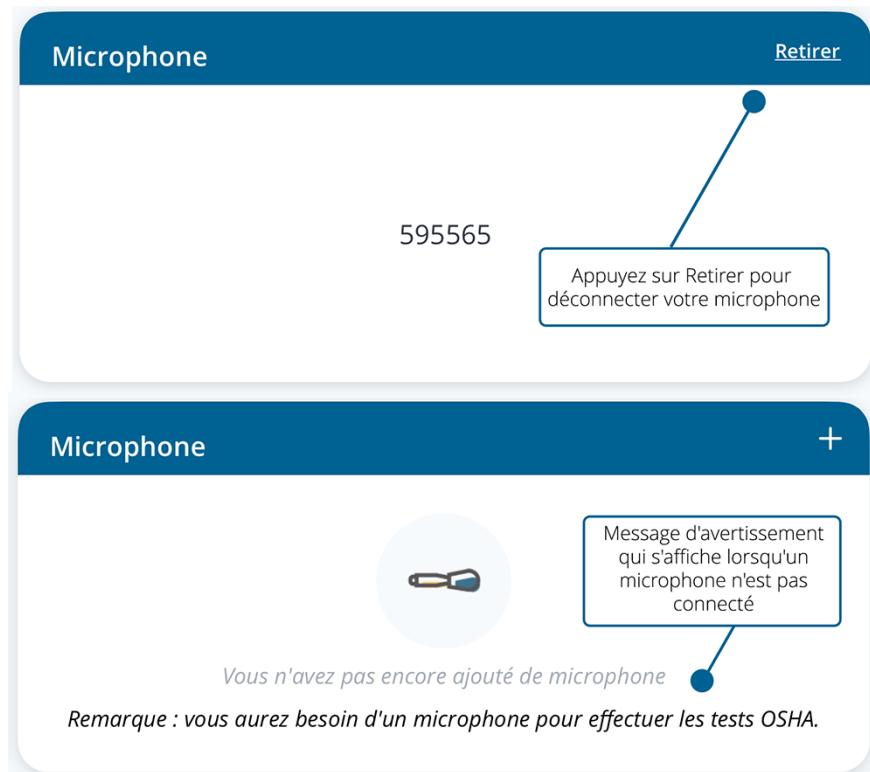 Microphone
Retirer
595565
Appuyez sur Retirer pour
déconnecter votre microphone
Microphone
+
Message d'avertissement
qui s'affiche lorsqu'un
microphone n'est pas
connecté
Vous n'avez pas encore ajouté de microphone
Remarque : vous aurez besoin d'un microphone pour effectuer les tests OSHA.